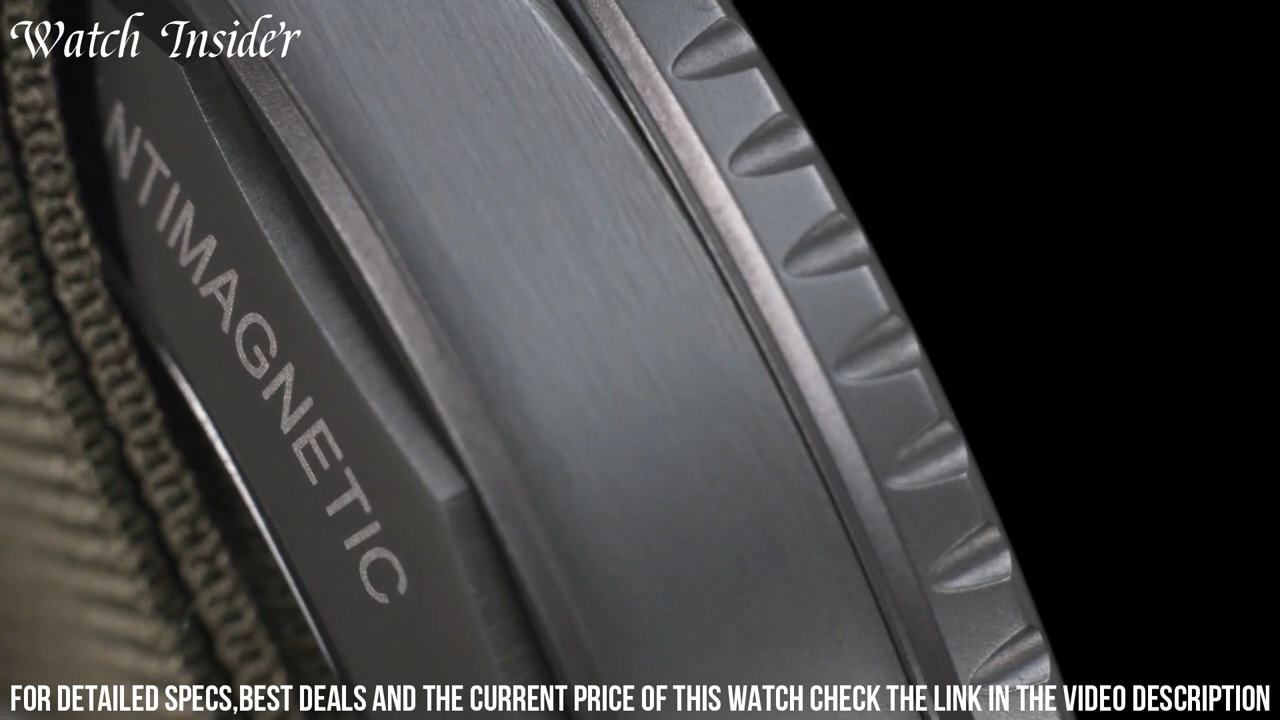 Watch Insider
NTIMAGNETIC
FOR DETAILED SPECS,BEST DEALS AND THE CURRENT PRICE OF THIS WATCH CHECK THE LINK IN THE VIDEO DESCRIPTION